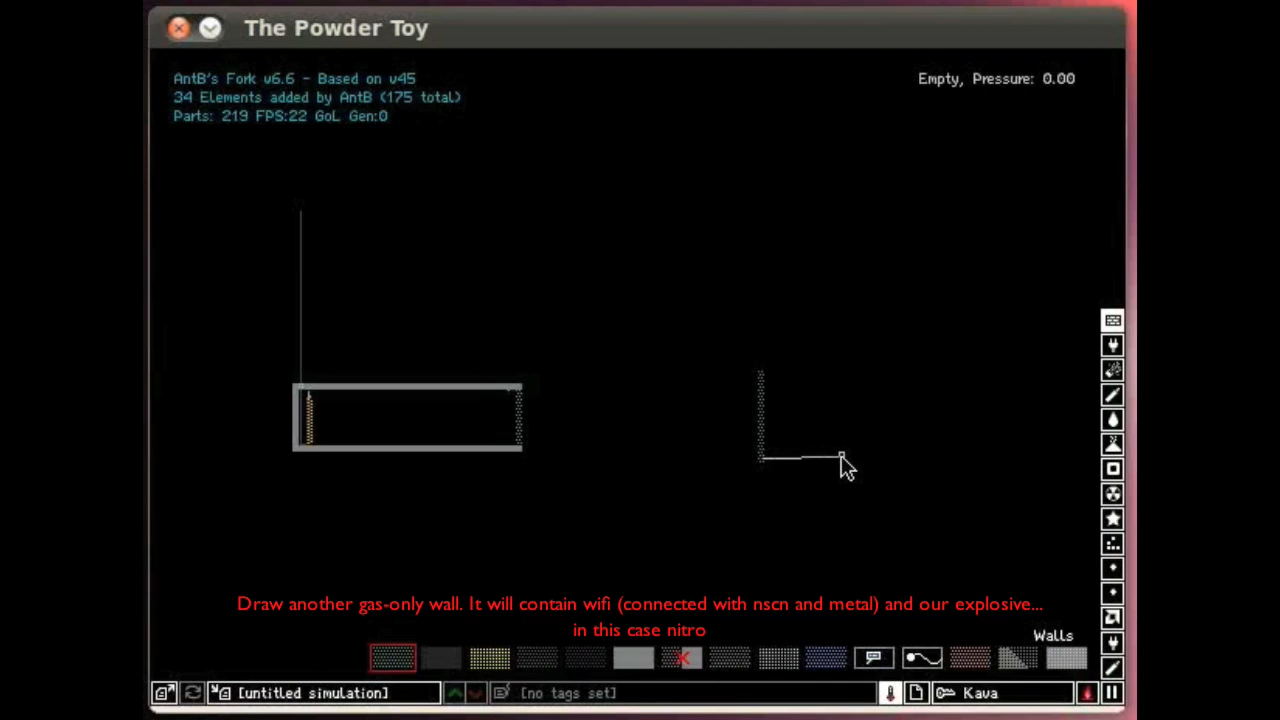 The Powder Toy
AntB's Fork v6.6 - Based on v45
Empty, Pressure: 0.00
34 Elements added by AntB (175 total)
Parts: 219 FPS:22 GoL Gen:0
Draw another gas-only wall. It will contain wifi (connected with nscn and metal) and our explosive...
in this case nitro
Walls
[untitled simulation]
[no tags set]
Kava